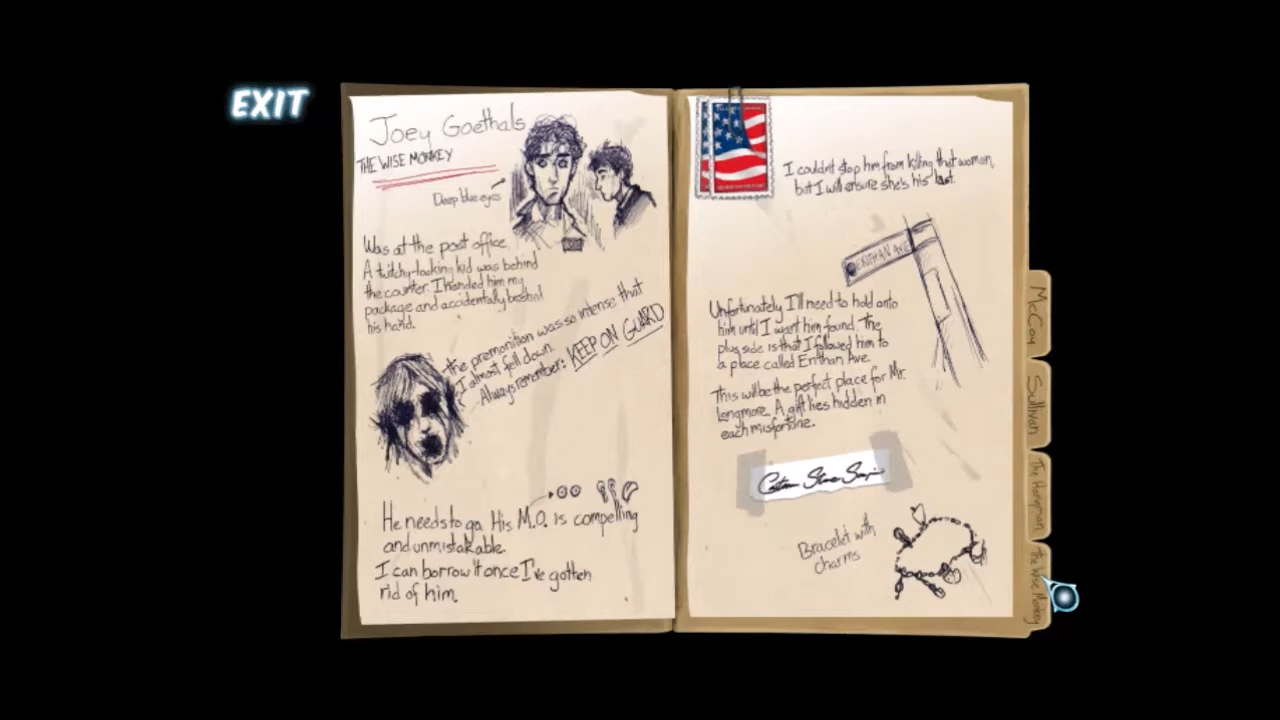 EXIT
Joey Goethals
THE WISE MONKEY
Deep blue eyes
Was at the post office.
A twitchy-looking kid was behind
the counter. I handed him my
package and accidentally brushed
his hand.
the premonition was so intense that
I almost fell down.
Always remember: KEEP ON GUARD
He needs to go. His M.O. is compelling
and unmistakable.
I can borrow it once I've gotten
rid of him.
I couldn't stop him from killing that woman,
but I will ensure she's his last.
ERITHAN AVE
Unfortunately I'll need to hold onto
him until I want him found. The
plus side is that I followed him to
a place called Erithan Ave.
This will be the perfect place for Mr.
Longmore. A gift lies hidden in
each misfortune.
Bracelet with
charms
McCoy
Sullivan
The Hangman
The Wise Monkey